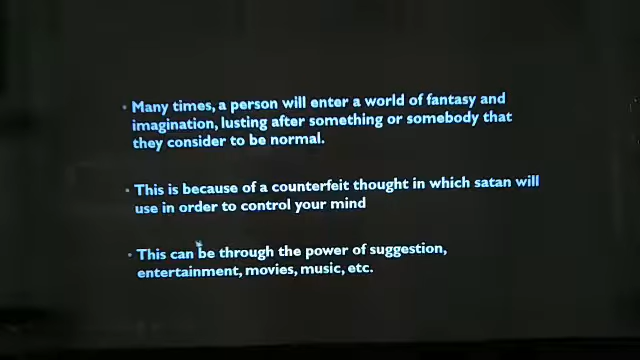 • Many times, a person will enter a world of fantasy and
imagination, lusting after something or somebody that
they consider to be normal.
• This is because of a counterfeit thought in which satan will
use in order to control your mind
• This can be through the power of suggestion,
entertainment, movies, music, etc.